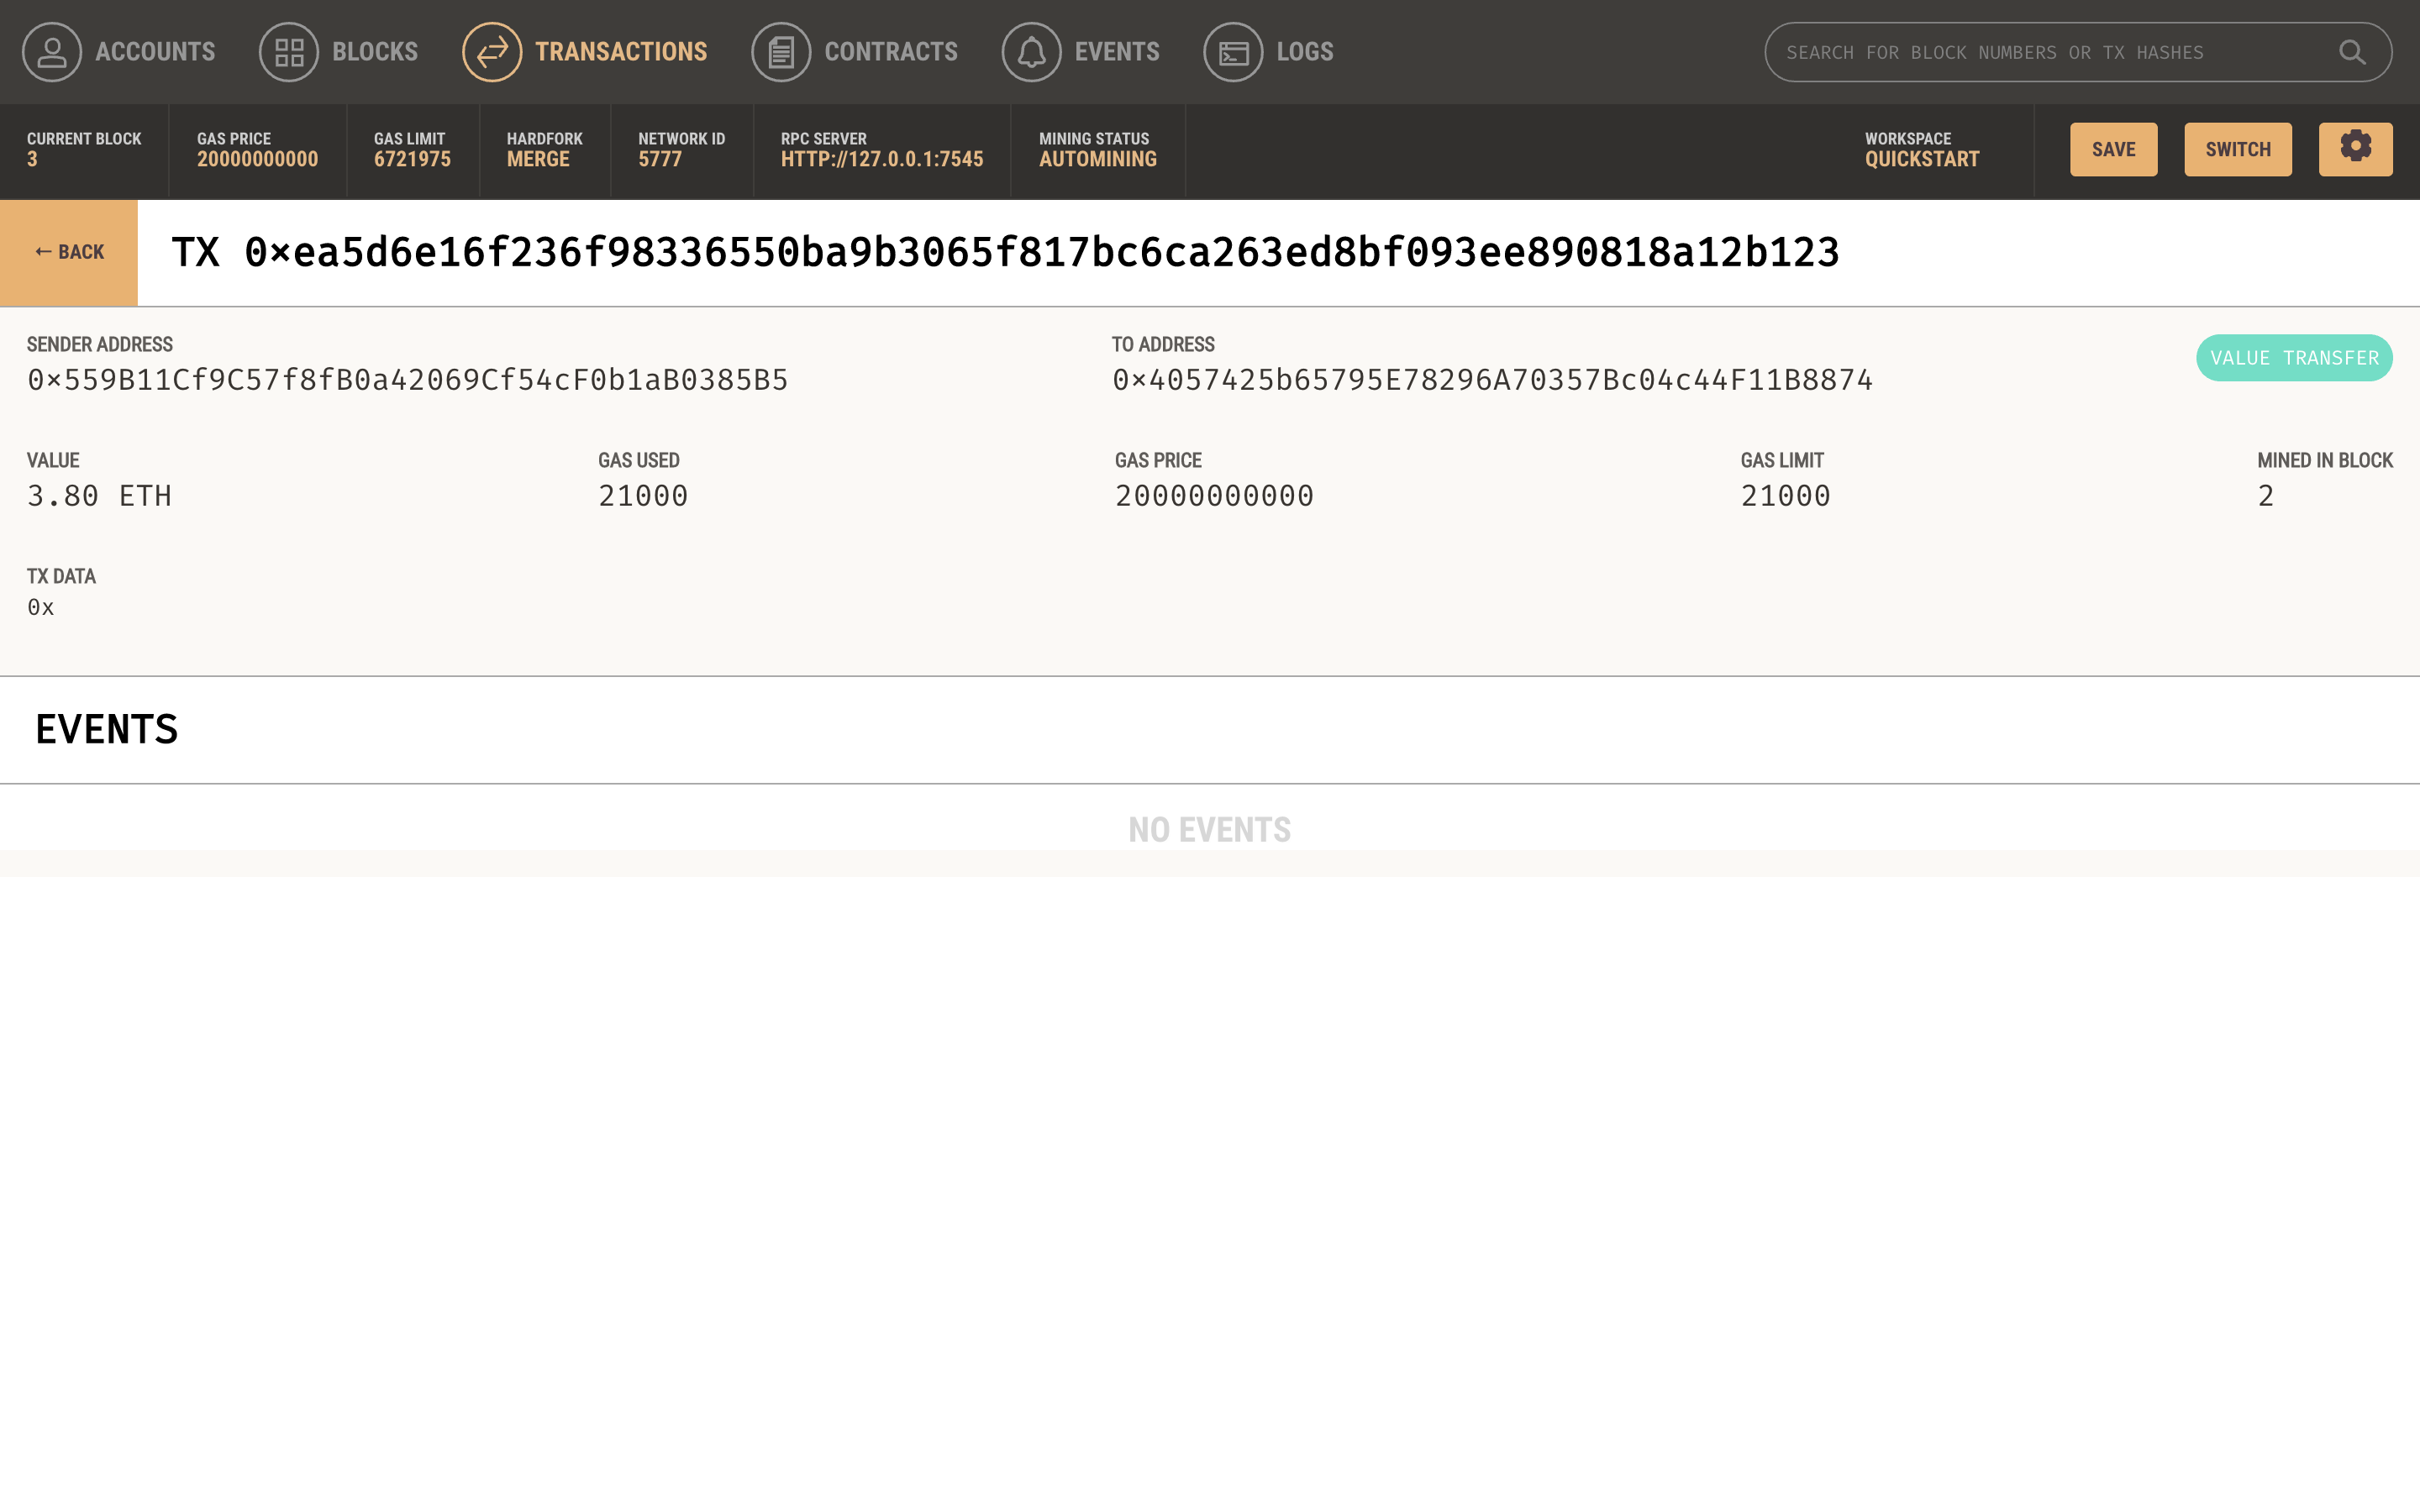 ACCOUNTS
BLOCKS
TRANSACTIONS
CONTRACTS
EVENTS
LOGS
SEARCH FOR BLOCK NUMBERS OR TX HASHES
CURRENT BLOCK
3
GAS PRICE
20000000000
GAS LIMIT
6721975
HARDFORK
MERGE
NETWORK ID
5777
RPC SERVER
HTTP://127.0.0.1:7545
MINING STATUS
AUTOMINING
WORKSPACE
QUICKSTART
SAVE
SWITCH
← BACK
TX 0×ea5d6e16f236f98336550ba9b3065f817bc6ca263ed8bf093ee890818a12b123
SENDER ADDRESS
0×559B11Cf9C57f8fB0a42069Cf54cF0b1aB0385B5
TO ADDRESS
0×4057425b65795E78296A70357Bc04c44F11B8874
VALUE TRANSFER
VALUE
3.80 ETH
GAS USED
21000
GAS PRICE
20000000000
GAS LIMIT
21000
MINED IN BLOCK
2
TX DATA
0x
EVENTS
NO EVENTS